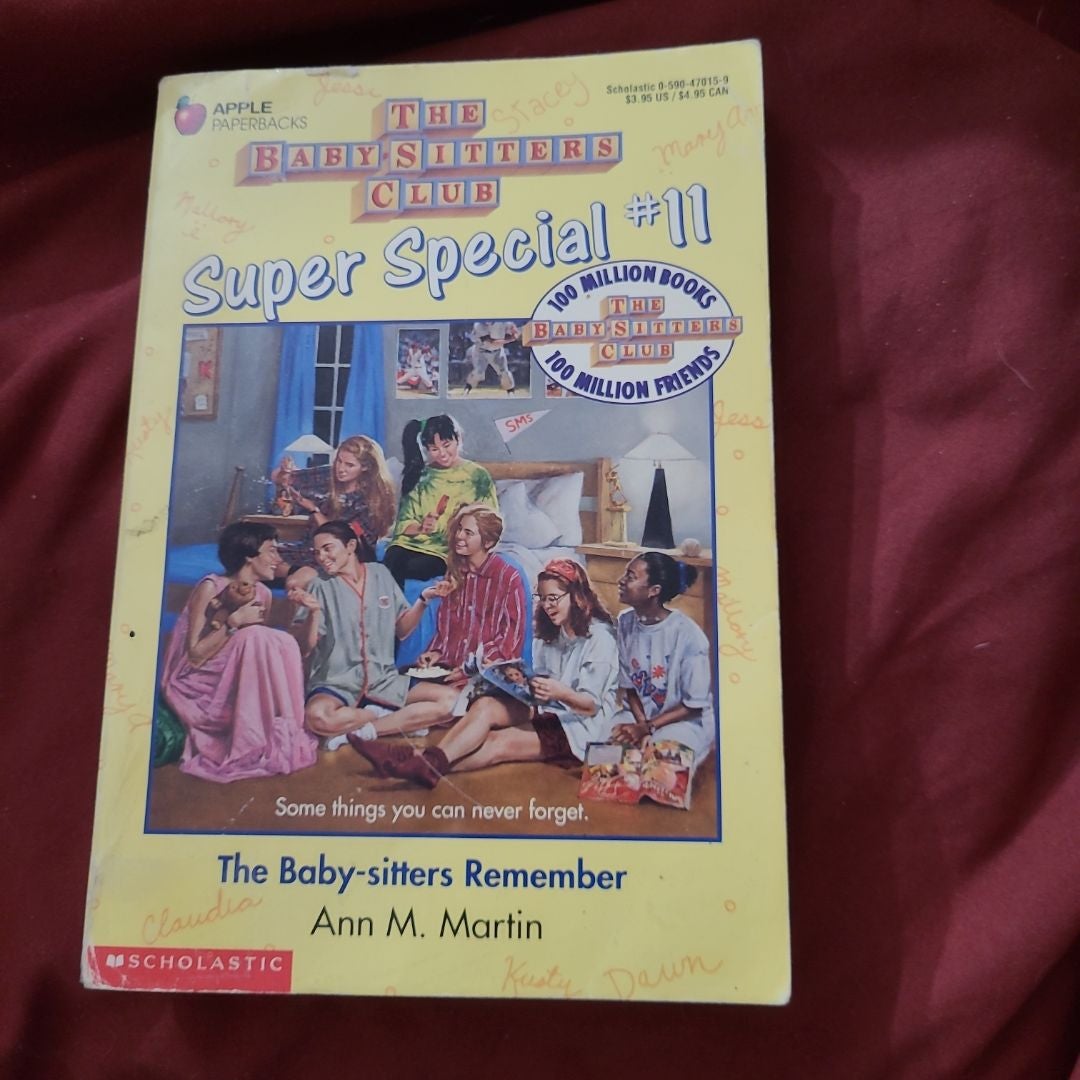 APPLE
PAPERBACKS
Jessi
Stacey
Scholastic 0-590-47015-9
$3.95 US / $4.95 CAN
THE
BABY-SITTERS
CLUB
Mary Ann
Mallory
Super Special #11
100 MILLION BOOKS
THE
BABY-SITTERS
CLUB
100 MILLION FRIENDS
K
B
SMS
Kristy
Jess
Mallory
Some things you can never forget.
The Baby-sitters Remember
Claudia
Ann M. Martin
SCHOLASTIC
Kristy
Dawn